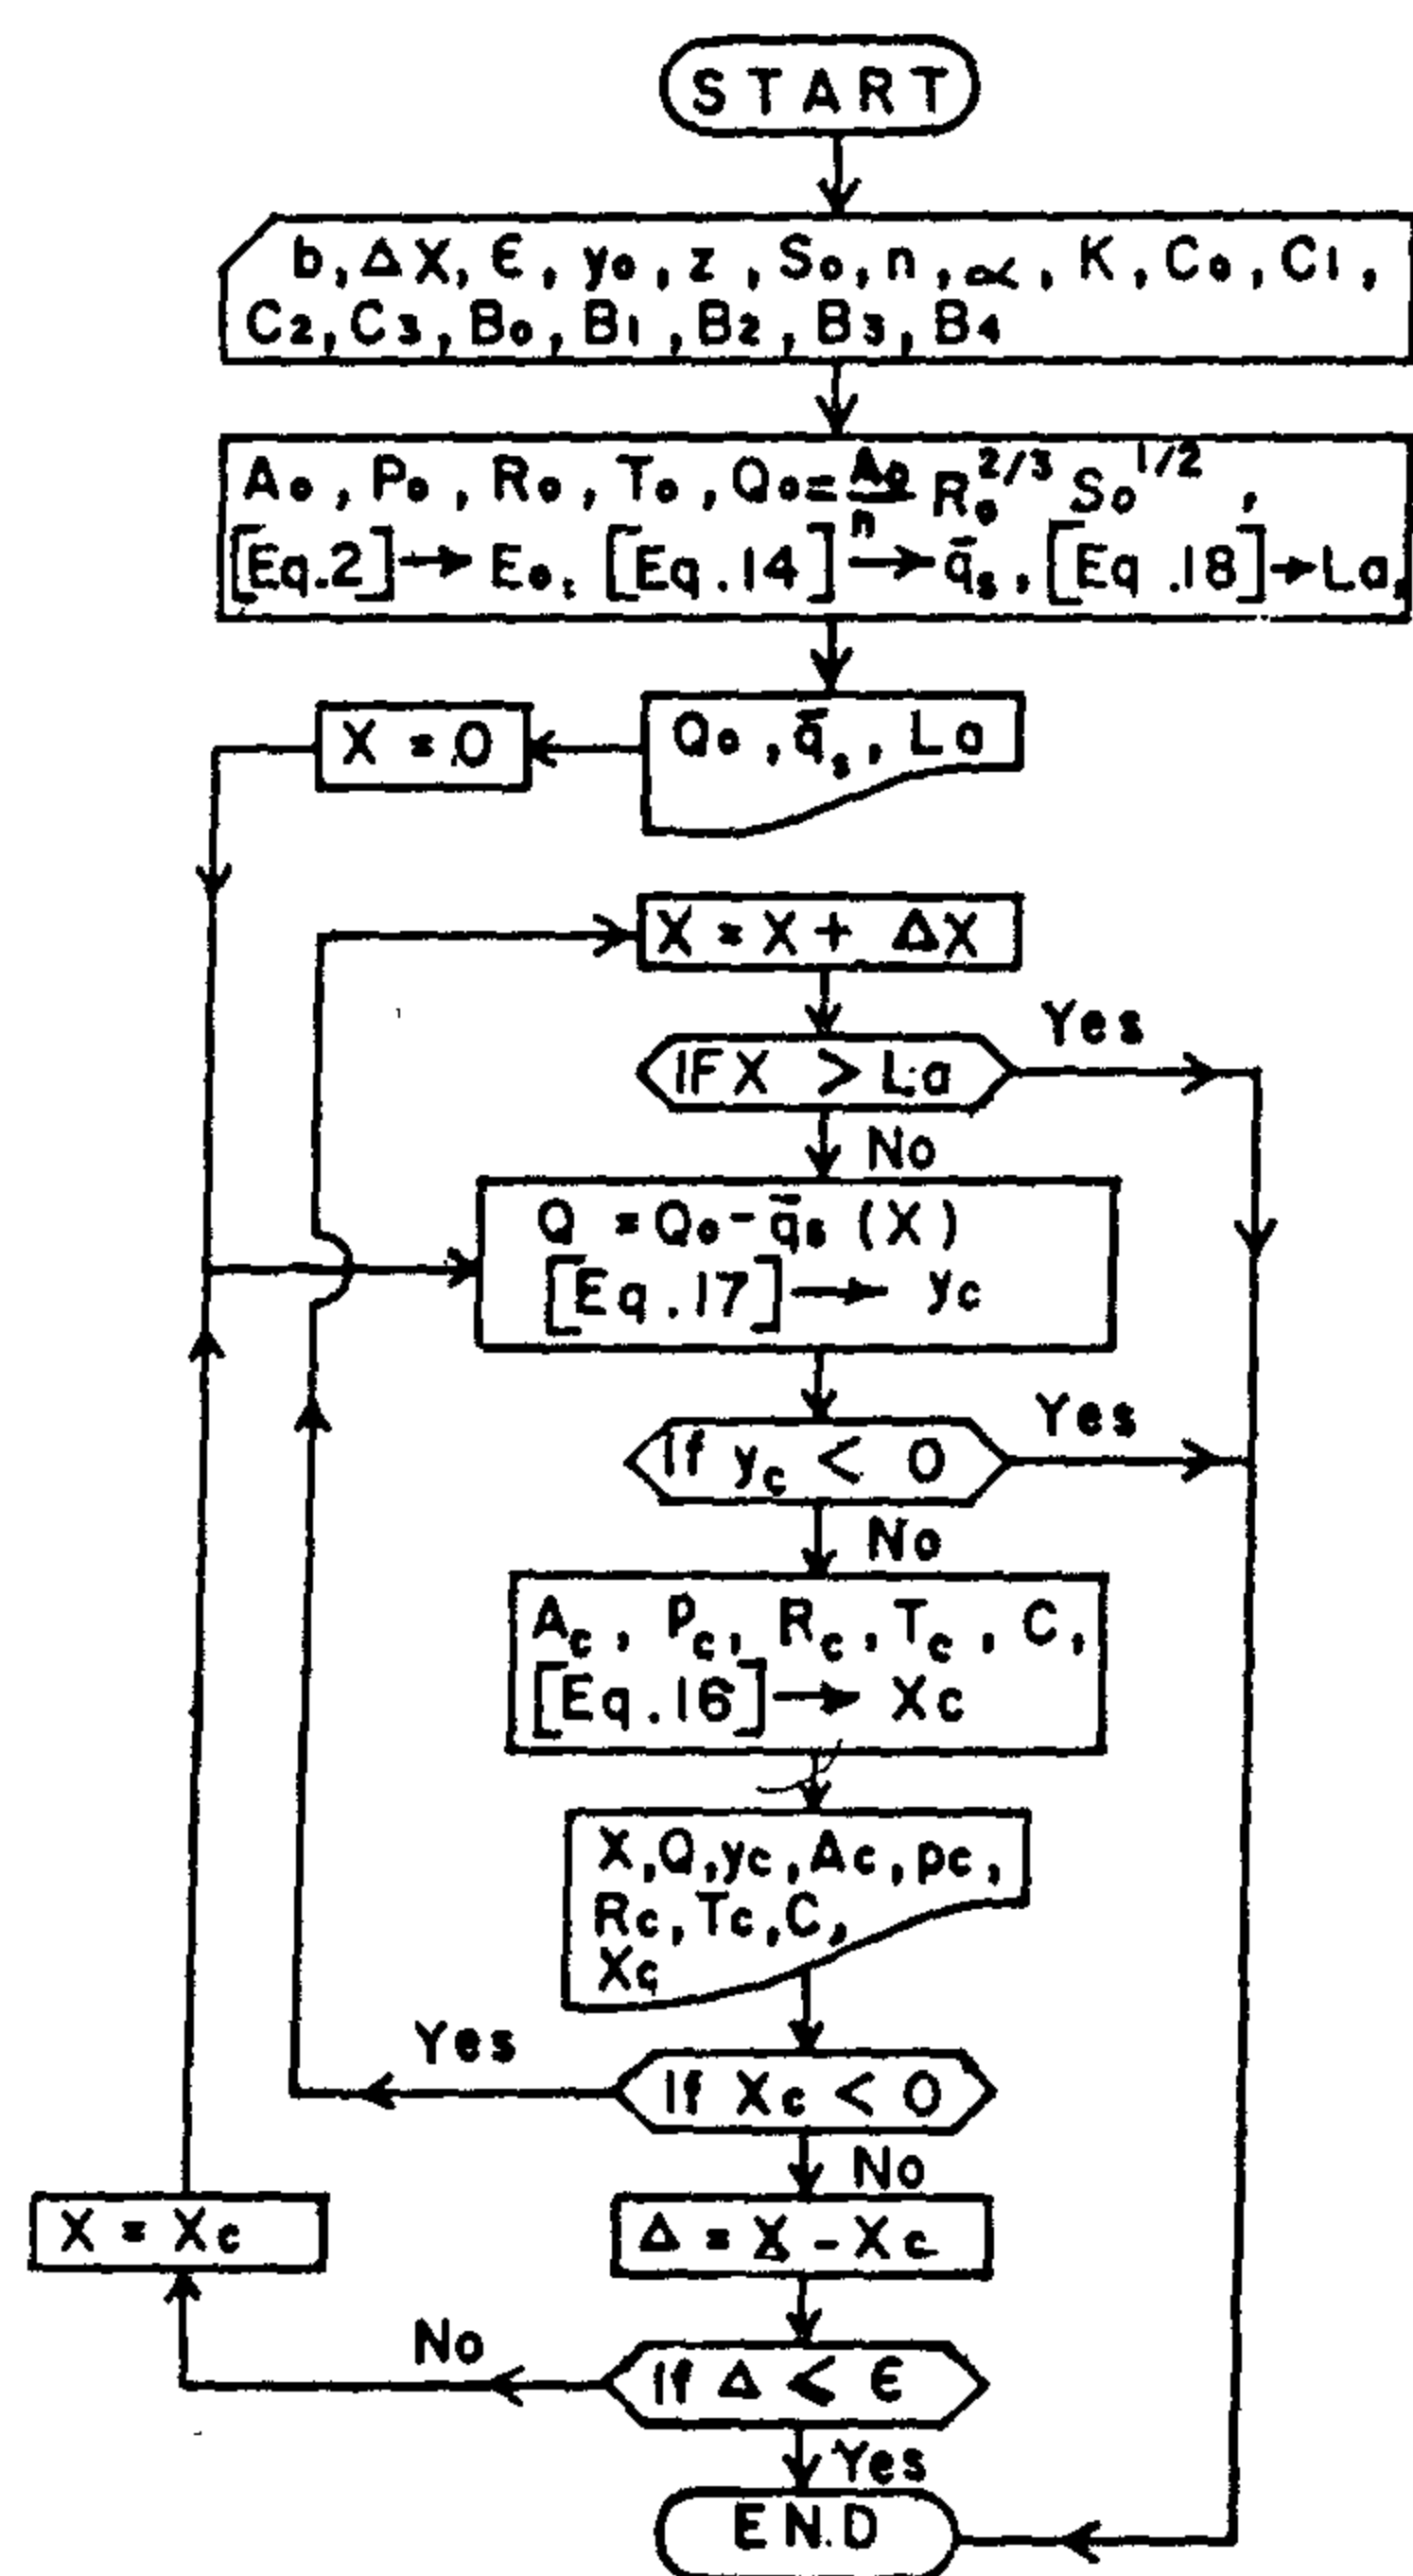 START
b, ΔX, ϵ, y₀, z, S₀, n, α, K, C₀, C₁,
C₂, C₃, B₀, B₁, B₂, B₃, B₄
A₀, P₀, R₀, T₀, Q₀ = A₀/n R₀^2/3 S₀^1/2,
[Eq.2] → E₀, [Eq.14] → q̄s, [Eq.18] → La,
Q₀, q̄s, La
X = 0
X = X + ΔX
IF X > La
Yes
No
Q = Q₀ - q̄s (X)
[Eq.17] → yc
If yc < 0
Yes
No
Ac, Pc, Rc, Tc, C,
[Eq.16] → Xc
X, Q, yc, Ac, pc,
Rc, Tc, C,
Xc
If Xc < 0
Yes
No
X = Xc
Δ = X - Xc
If Δ < ϵ
No
Yes
END